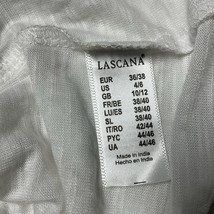 LASCANA
EUR 36/38
US 4/6
GB 10/12
FR/BE 38/40
LU/ES 38/40
SL 38/40
IT/RO 42/44
PYC 44/46
UA 44/46
Made in India
Hecho en India